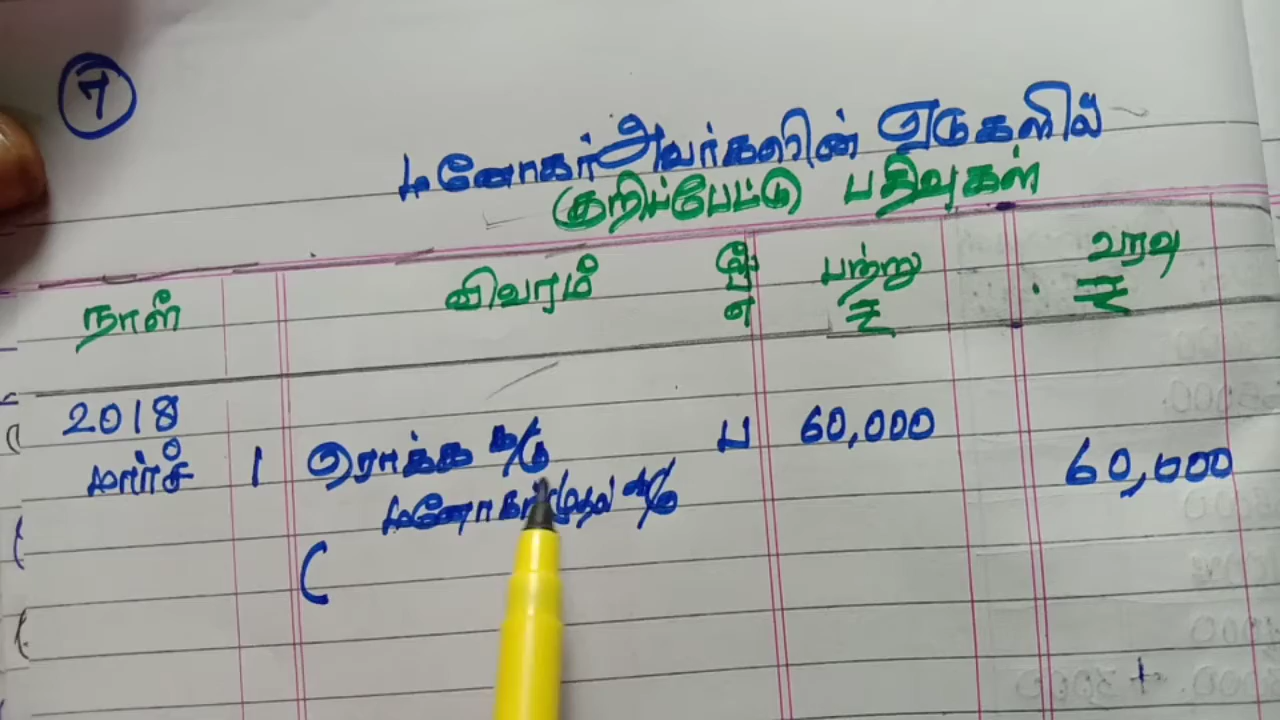 7
மனோகர் அவர்களின் ஏடுகளில்
குறிப்பேட்டு பதிவுகள்
நாள் விவரம் பே.ப.எ பற்று ₹ வரவு ₹
2018
மார்ச் 1 ரொக்க க/கு ப 60,000
மனோகர் முதல் க/கு 60,000
(